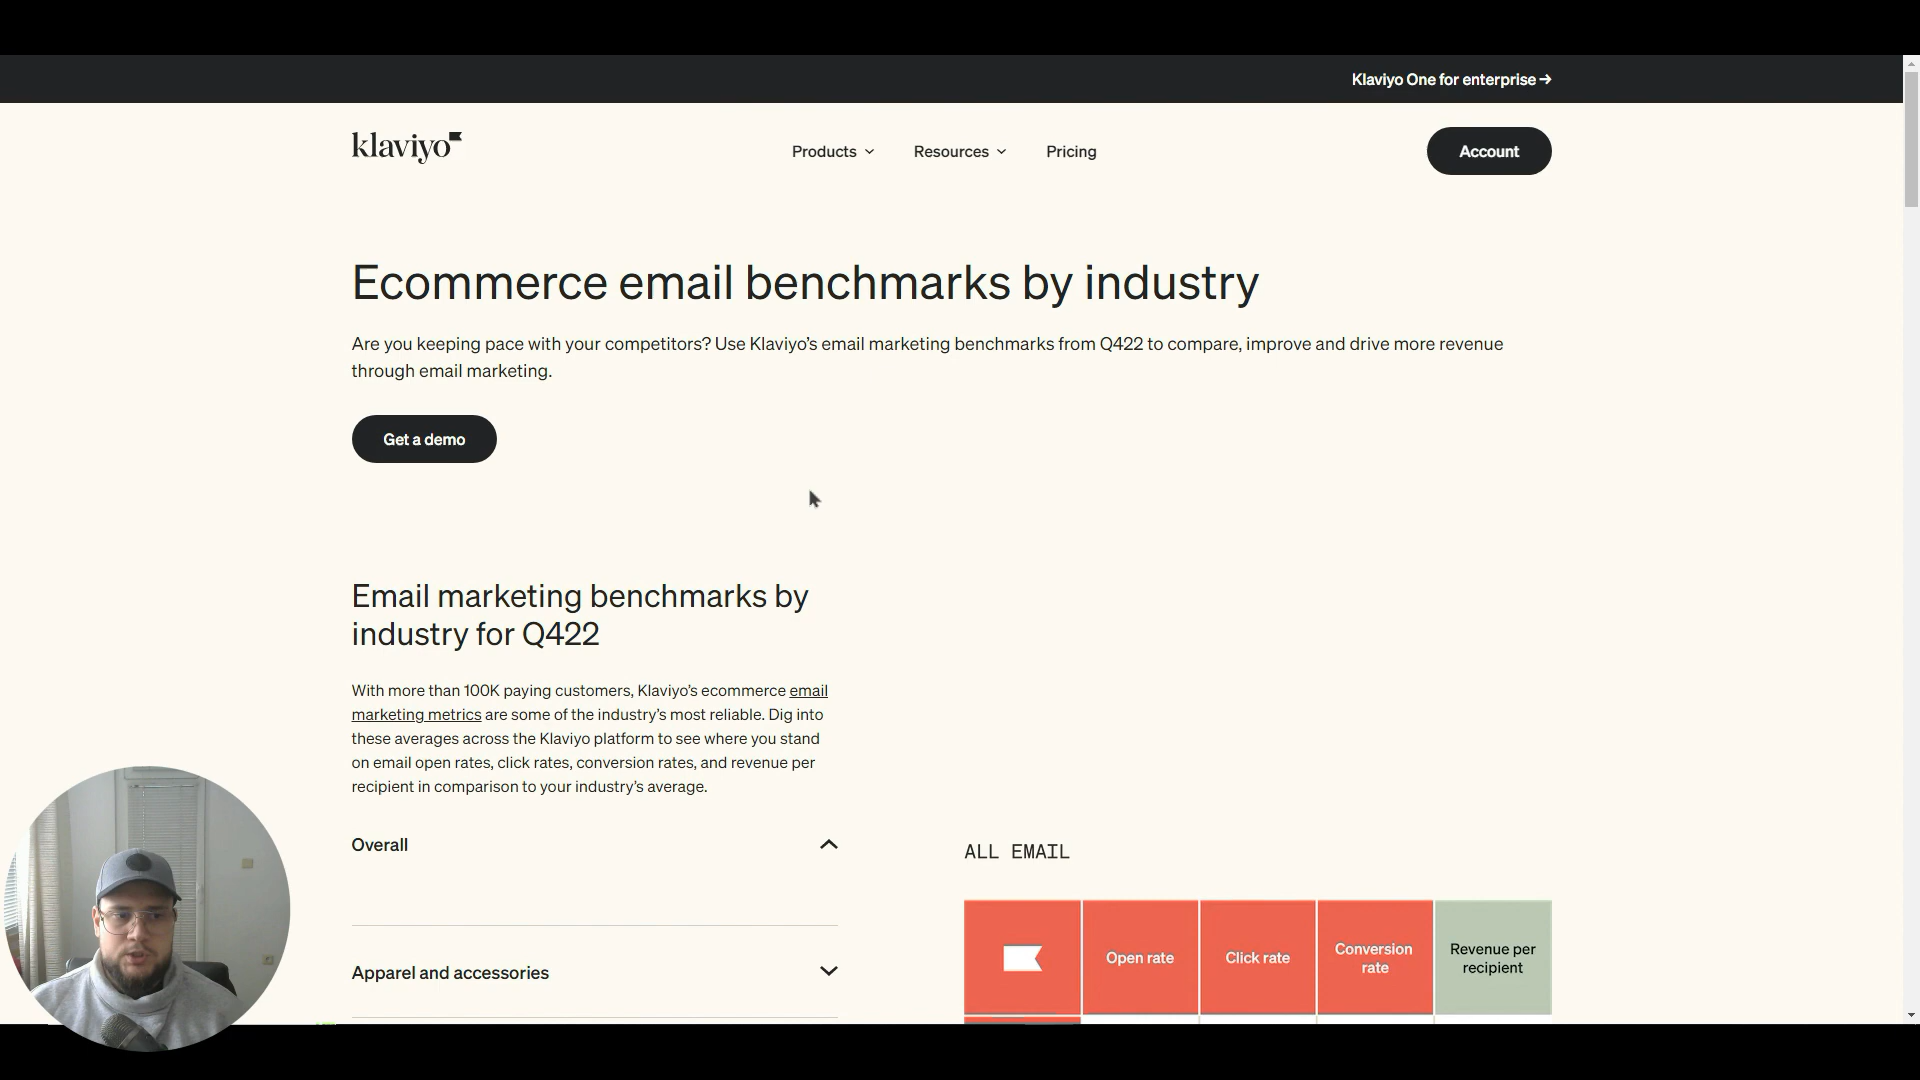 Klaviyo One for enterprise →
klaviyo
Products
Resources
Pricing
Account
Ecommerce email benchmarks by industry
Are you keeping pace with your competitors? Use Klaviyo’s email marketing benchmarks from Q422 to compare, improve and drive more revenue
through email marketing.
Get a demo
Email marketing benchmarks by
industry for Q422
With more than 100K paying customers, Klaviyo’s ecommerce email
marketing metrics are some of the industry’s most reliable. Dig into
these averages across the Klaviyo platform to see where you stand
on email open rates, click rates, conversion rates, and revenue per
recipient in comparison to your industry’s average.
Overall
Apparel and accessories
ALL EMAIL
Open rate
Click rate
Conversion
rate
Revenue per
recipient